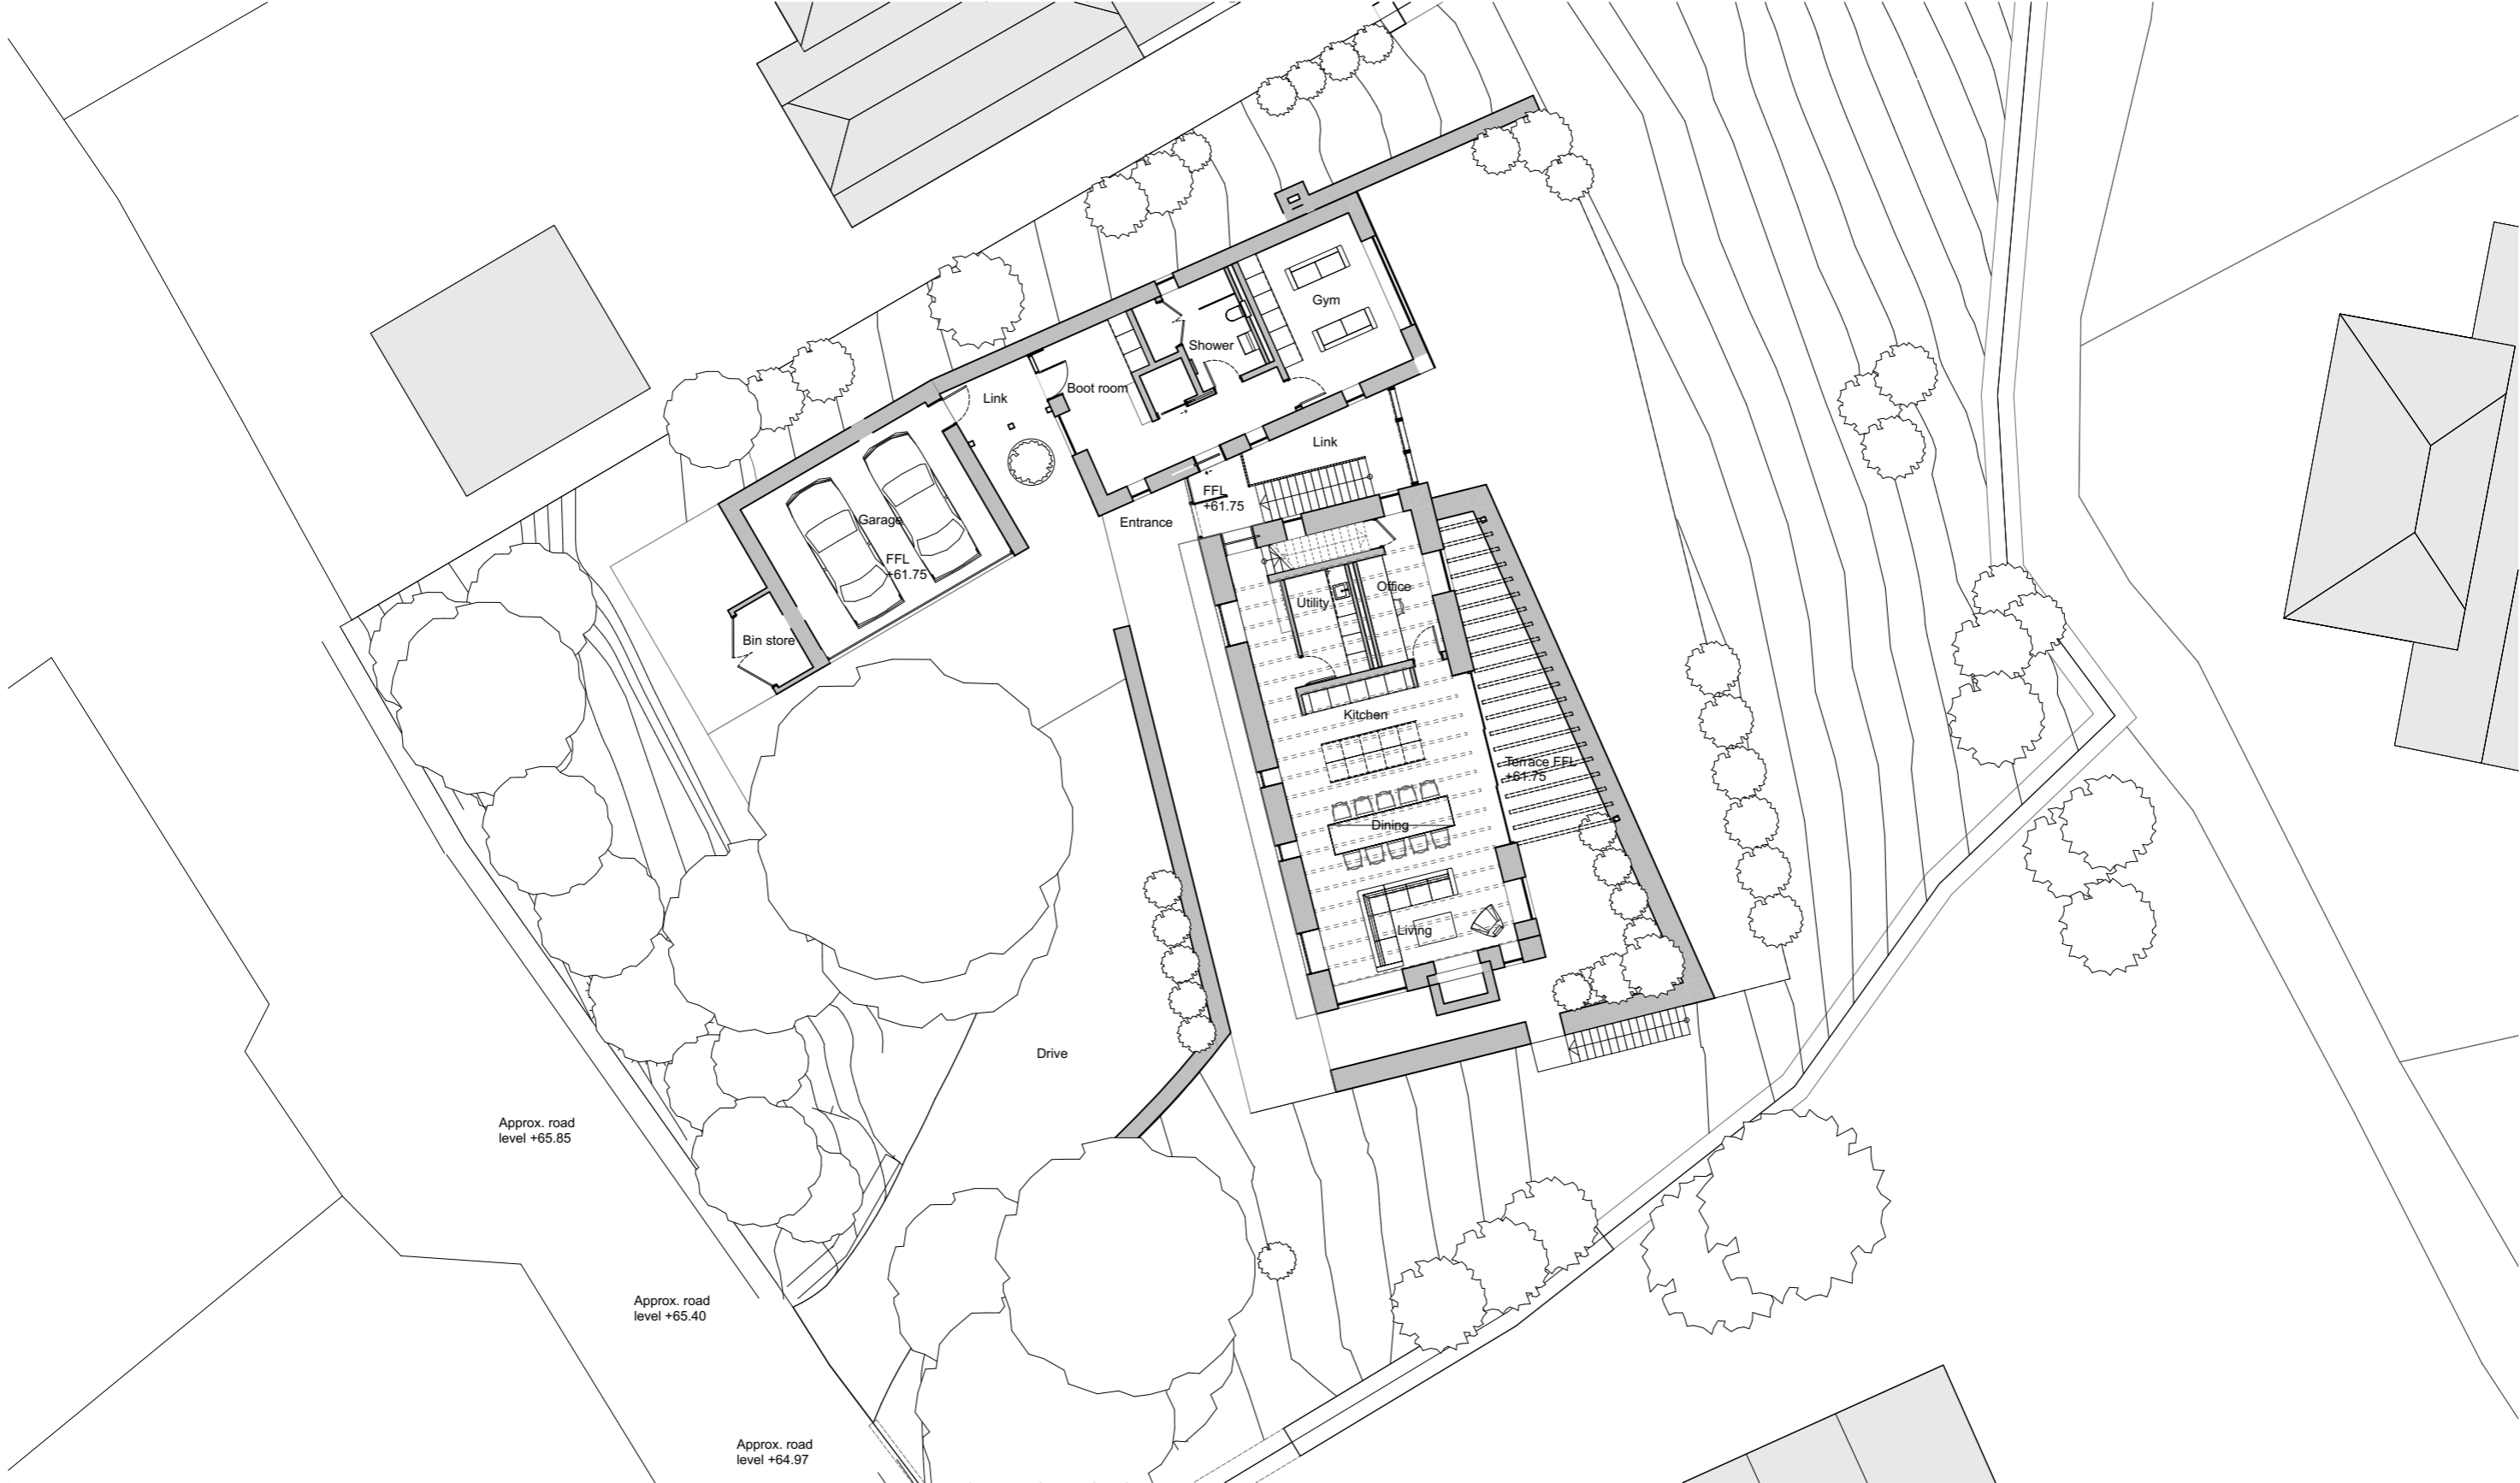 Gym
Shower
Boot room
Link
Link
FFL
+61.75
Entrance
Garage
FFL
+61.75
Office
Utility
Bin store
Kitchen
Terrace FFL
+61.75
Dining
Living
Drive
Approx. road
level +65.85
Approx. road
level +65.40
Approx. road
level +64.97